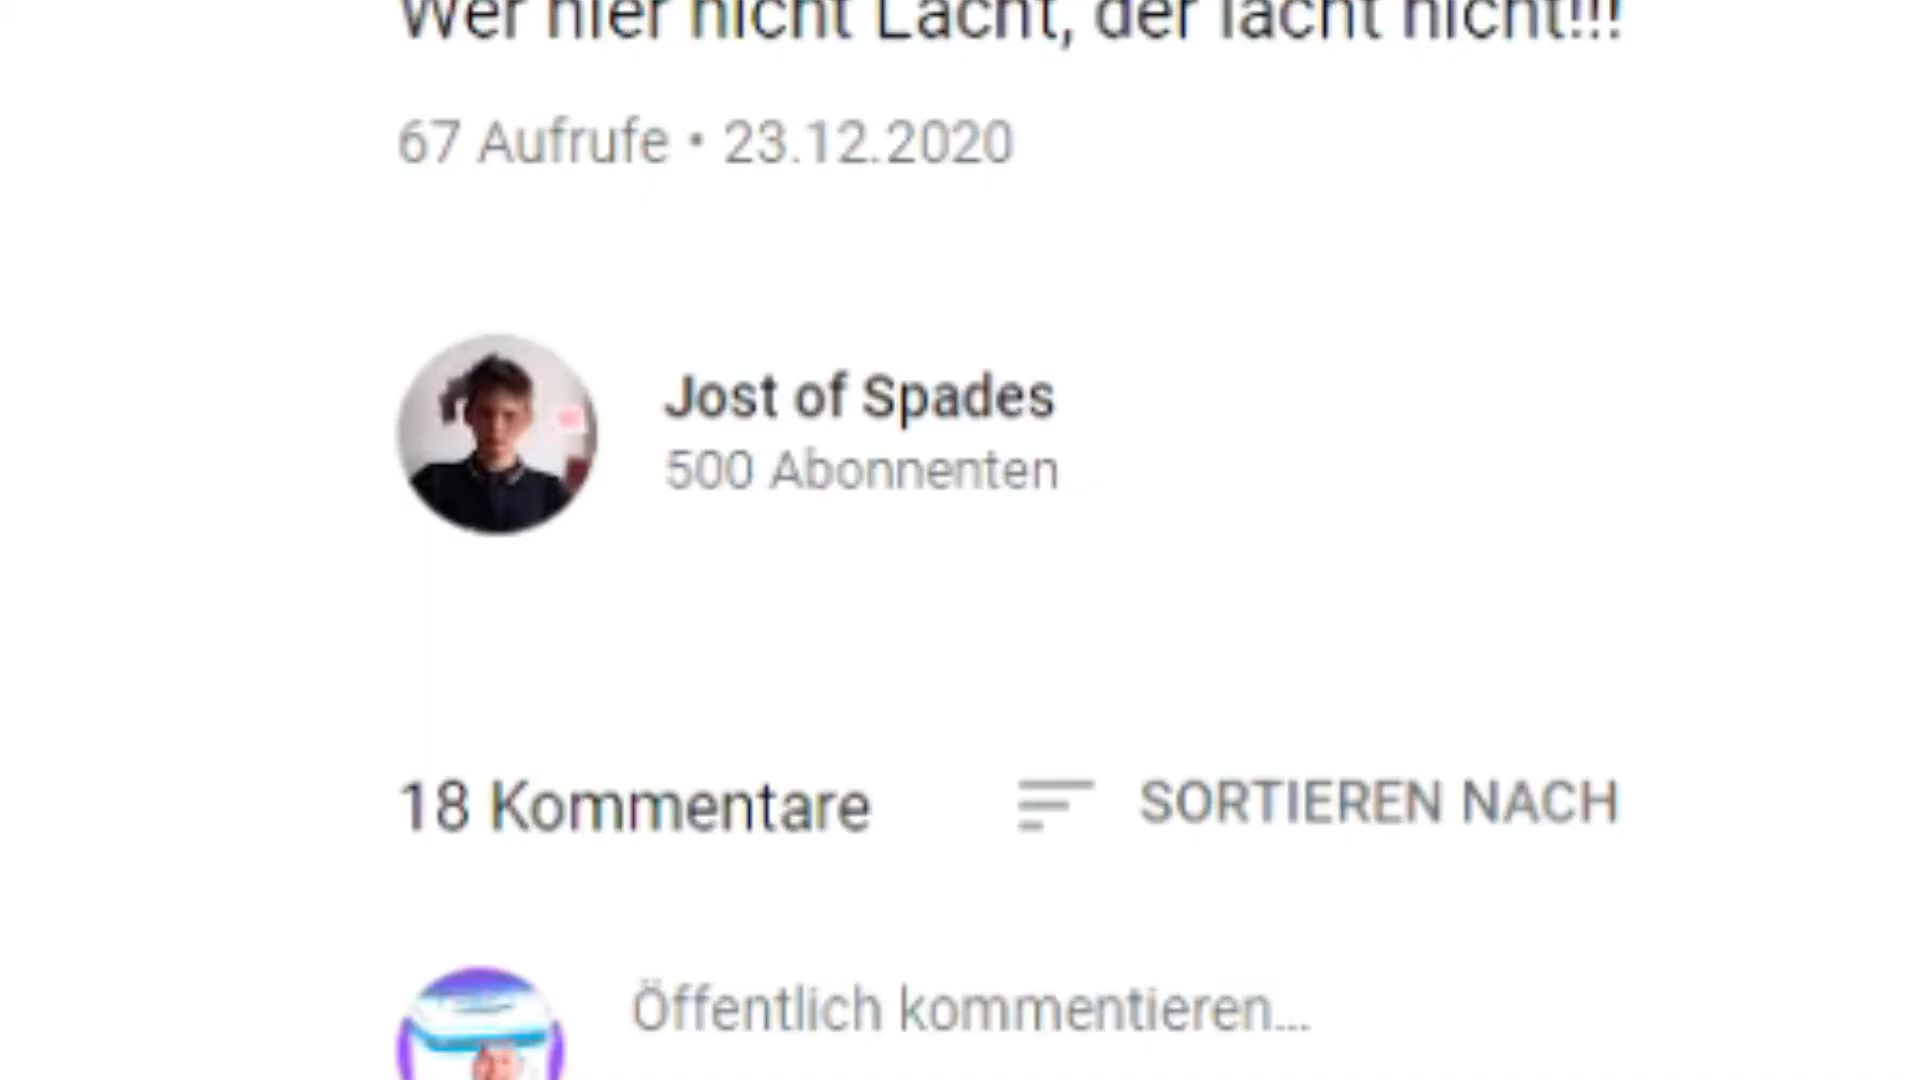 Wer hier nicht Lacht, der lacht nicht!!!
67 Aufrufe • 23.12.2020
Jost of Spades
500 Abonnenten
18 Kommentare
SORTIEREN NACH
Öffentlich kommentieren...